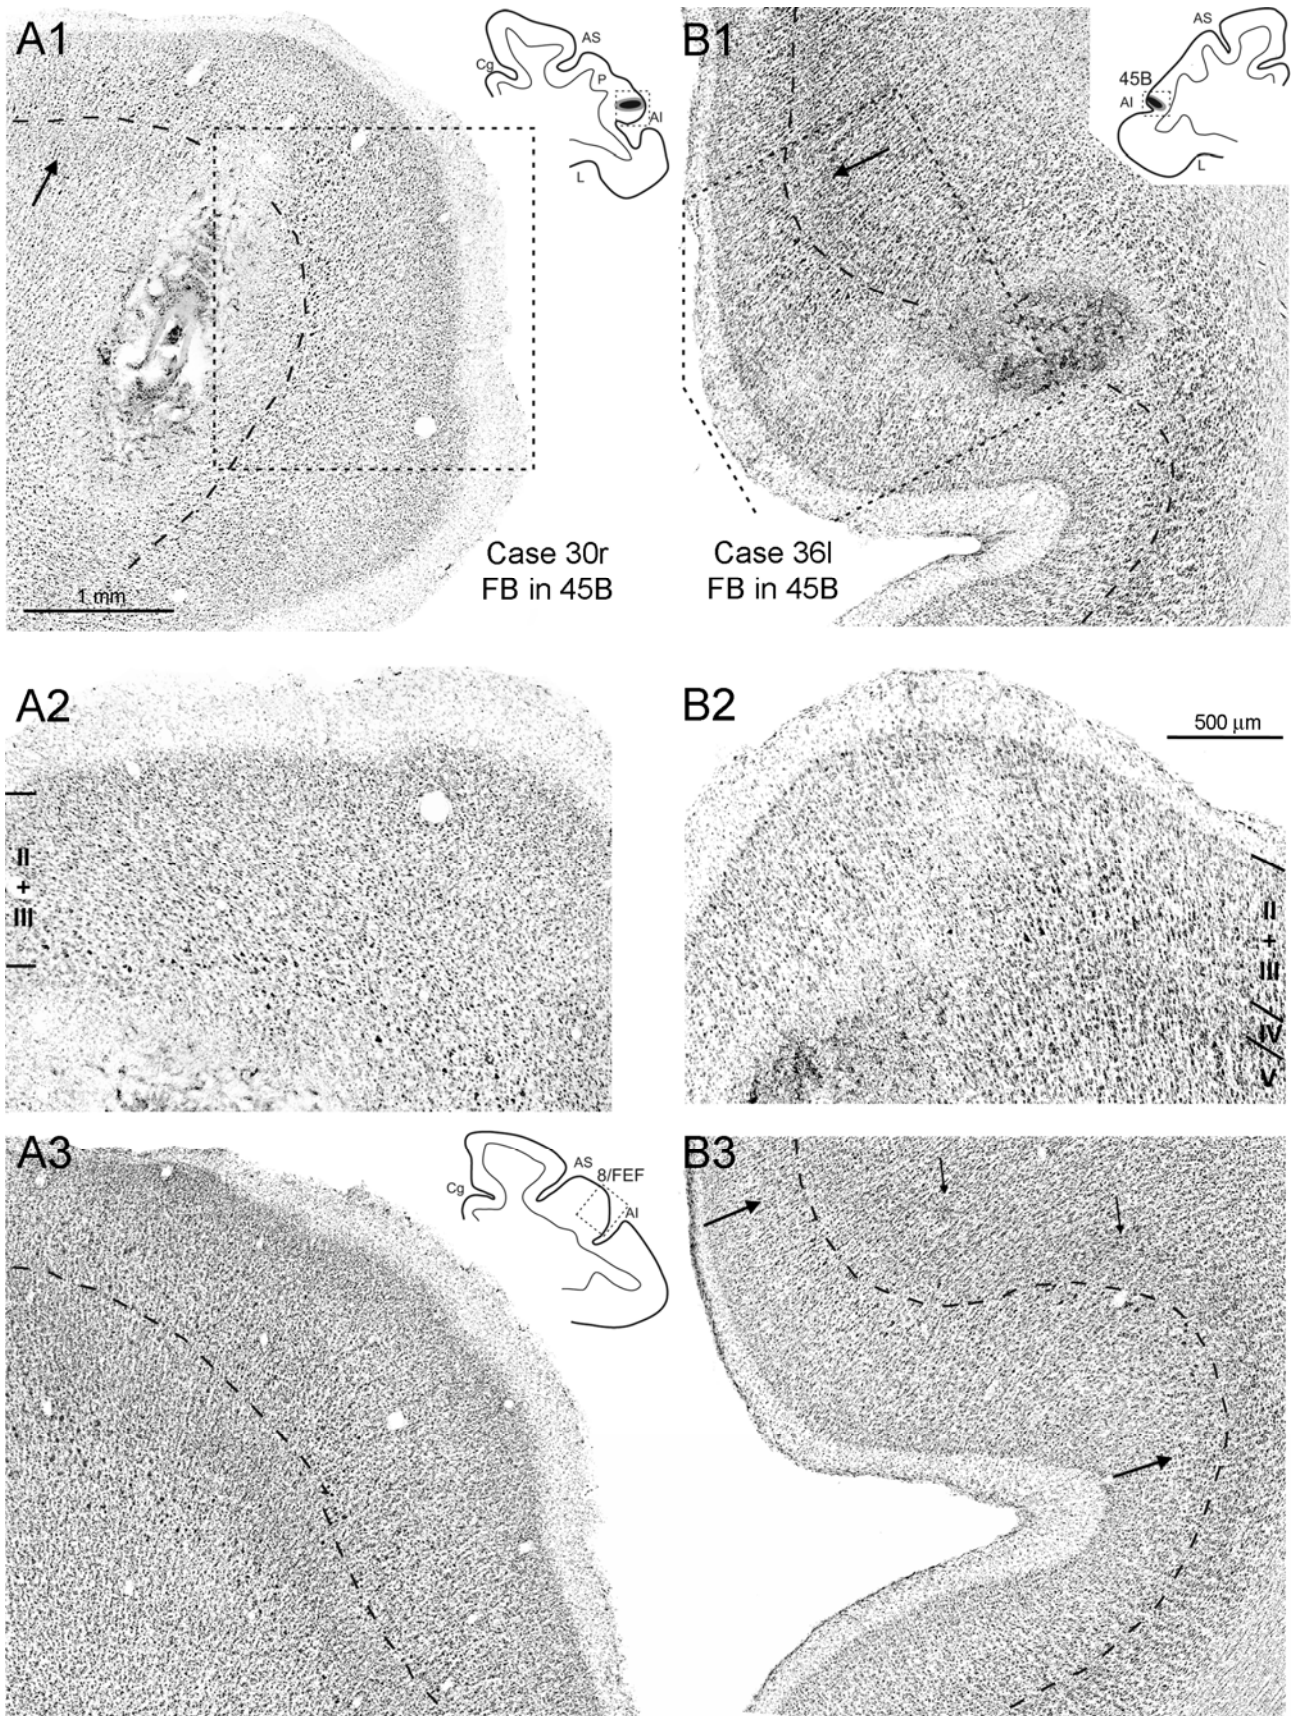 A1
AS
Cg
P
AI
L
B1
AS
45B
AI
L
1 mm
Case 30r
FB in 45B
Case 36l
FB in 45B
A2
II + III
B2
500 µm
II + III
IV
V
A3
AS
8/FEF
Cg
AI
B3